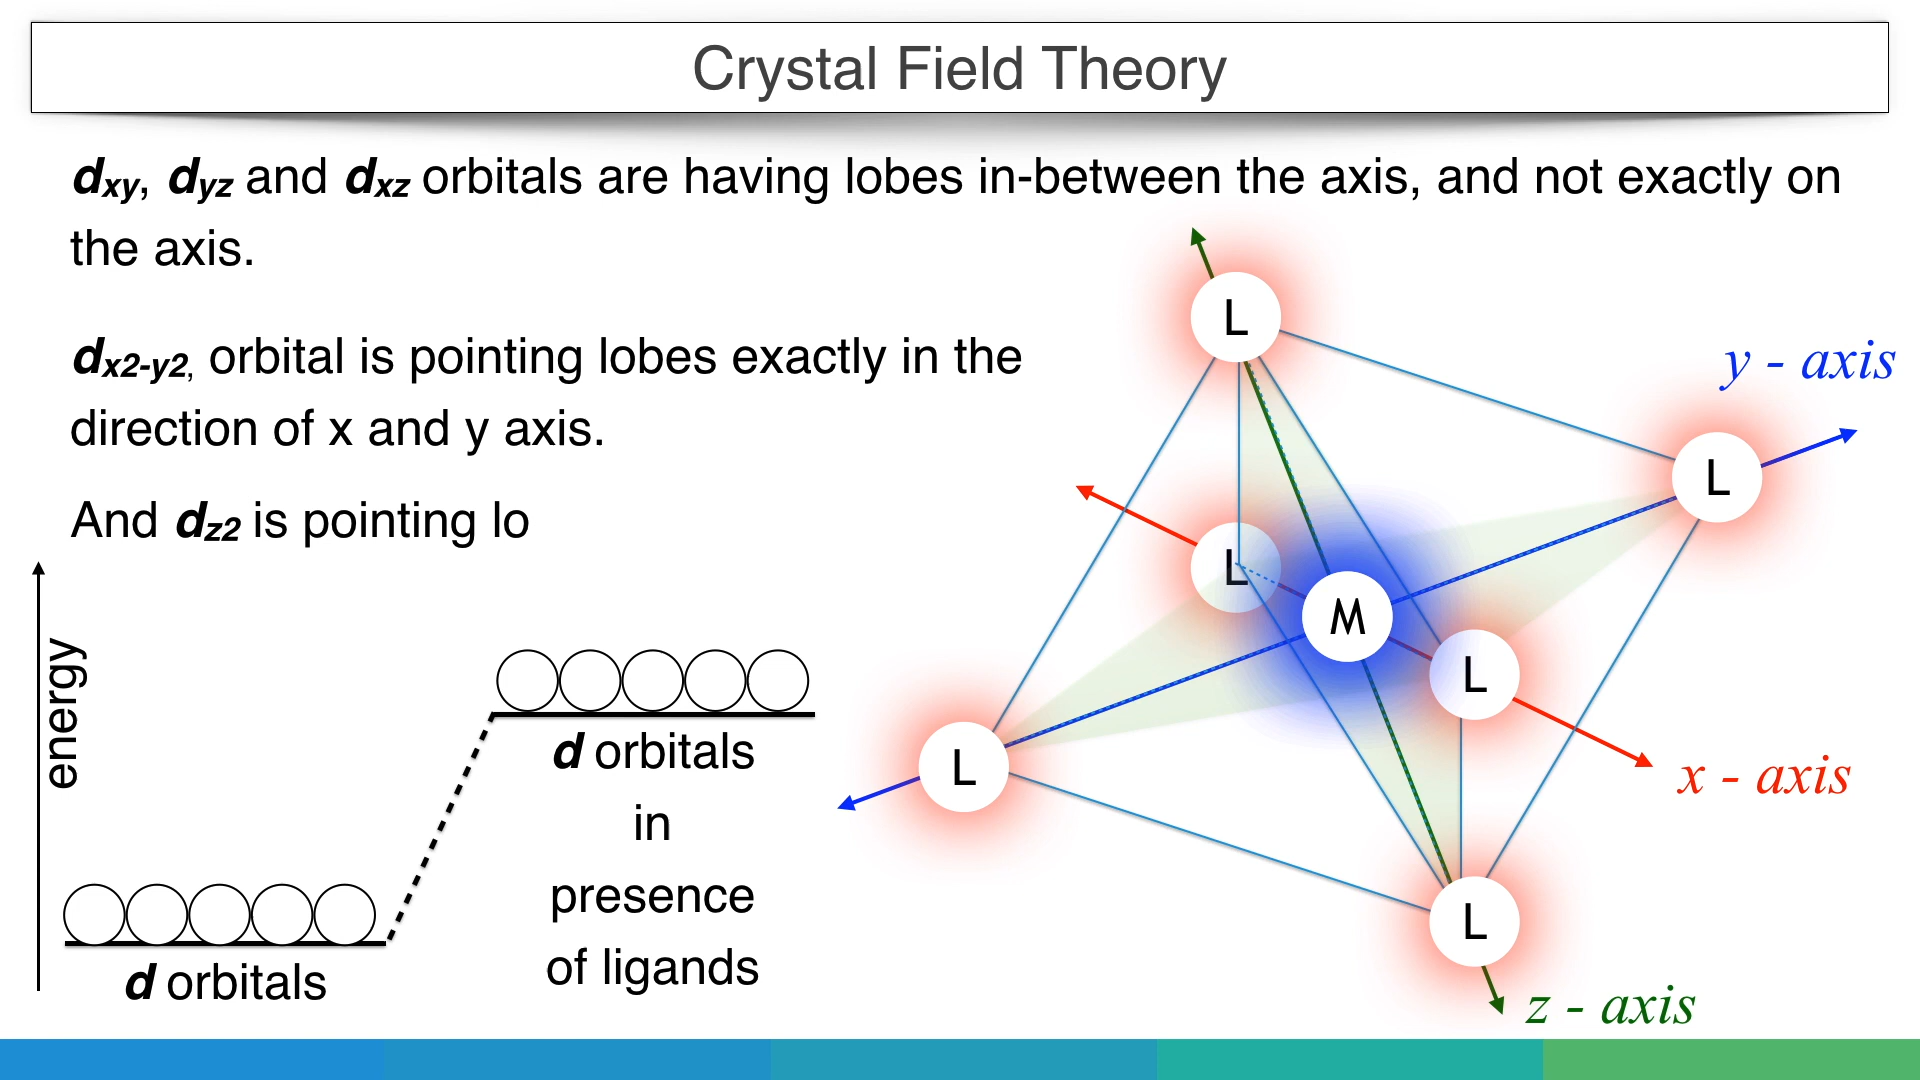 Crystal Field Theory
dxy, dyz and dxz orbitals are having lobes in-between the axis, and not exactly on
the axis.
dx2-y2, orbital is pointing lobes exactly in the
direction of x and y axis.
And dz2 is pointing lo
energy
d orbitals
d orbitals
in
presence
of ligands
L
y - axis
L
L
M
L
L
x - axis
L
z - axis